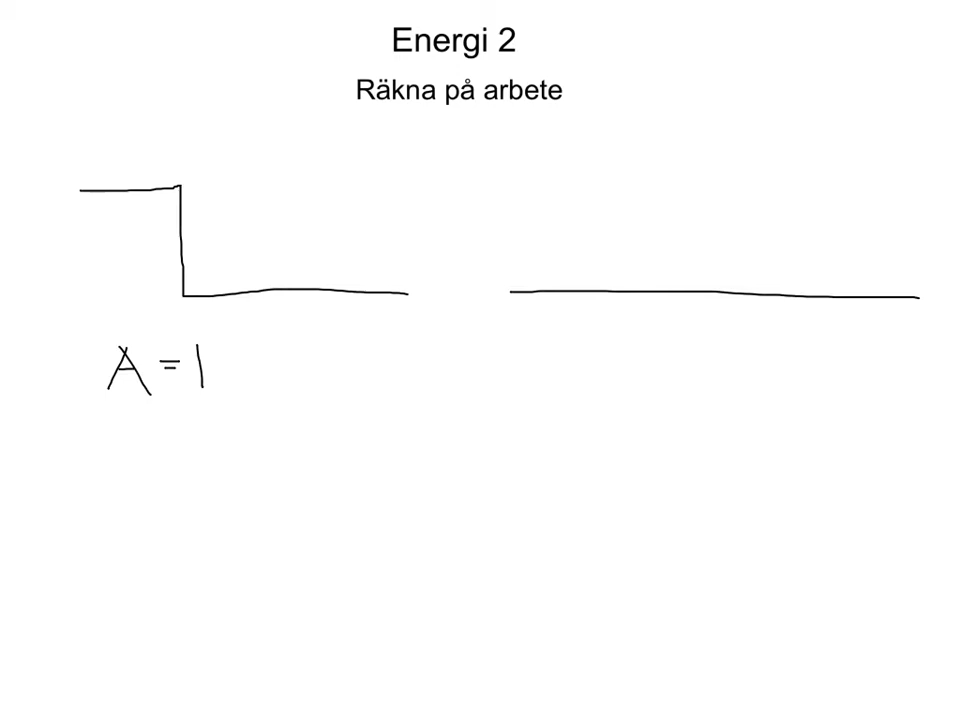 Energi 2
Räkna på arbete
A = 1